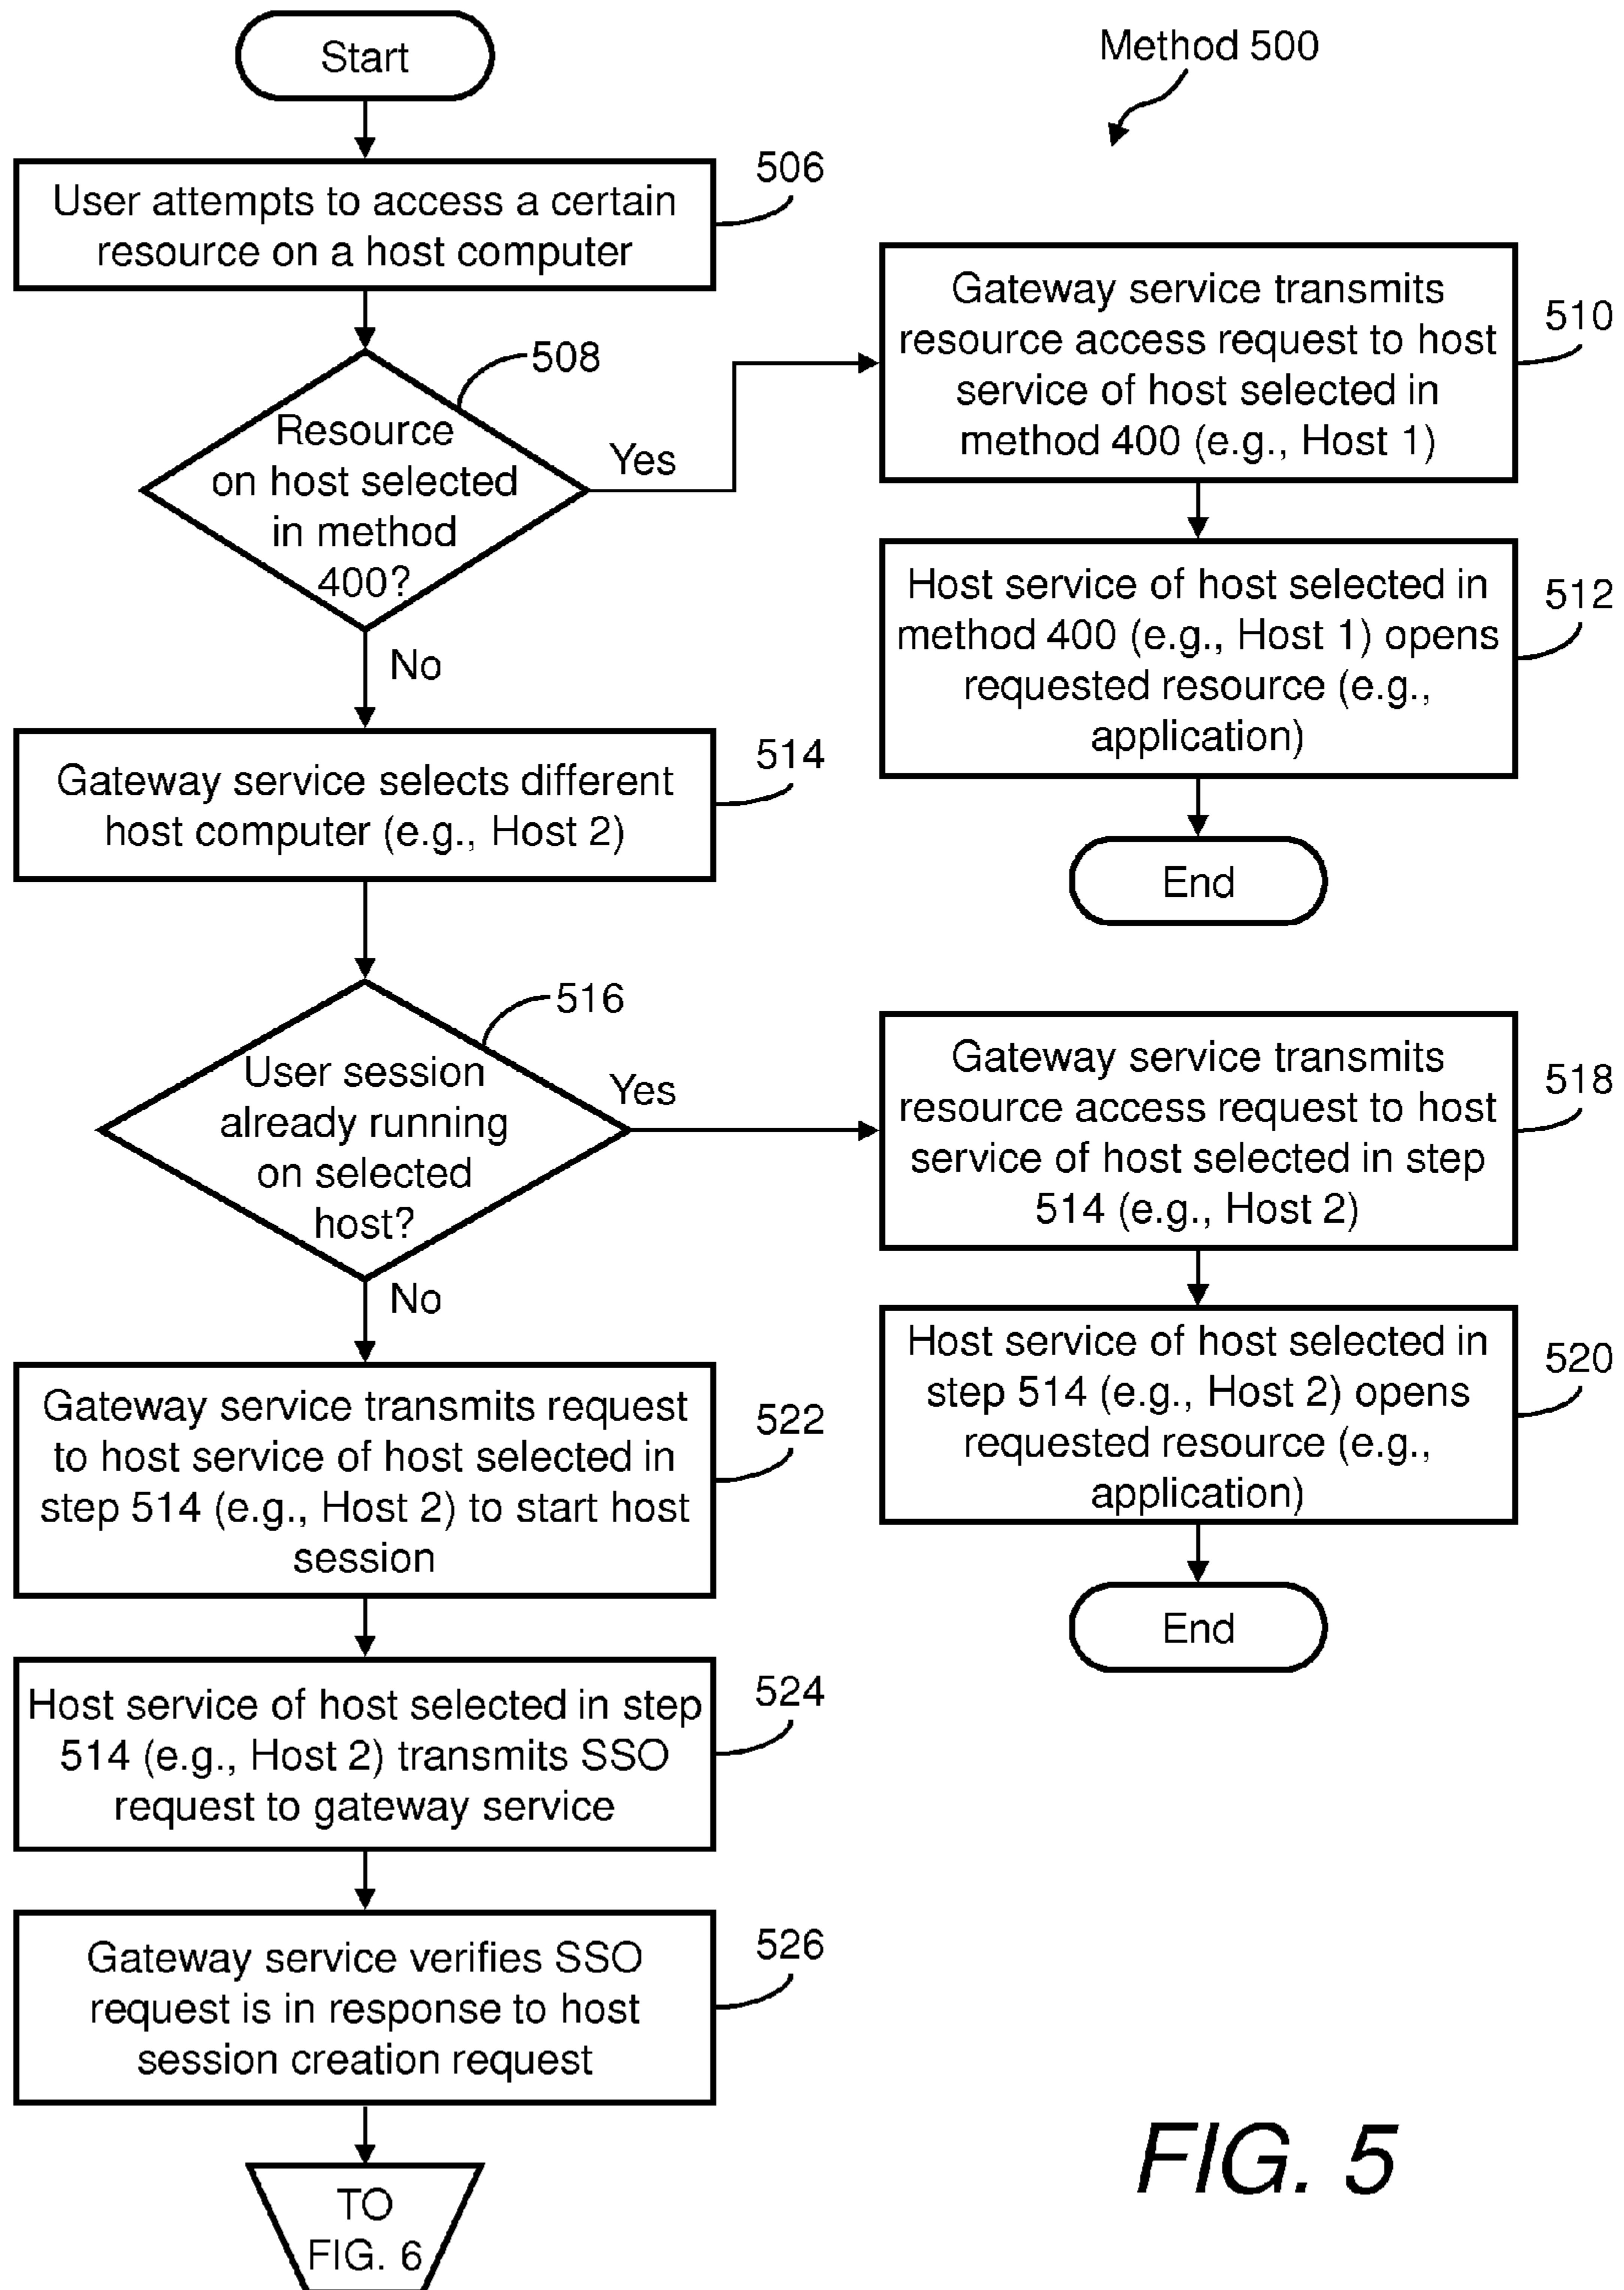 Start
Method 500
User attempts to access a certain
resource on a host computer
506
Resource
on host selected
in method
400?
508
Yes
No
Gateway service transmits
resource access request to host
service of host selected in
method 400 (e.g., Host 1)
510
Host service of host selected in
method 400 (e.g., Host 1) opens
requested resource (e.g.,
application)
512
End
Gateway service selects different
host computer (e.g., Host 2)
514
User session
already running
on selected
host?
516
Yes
No
Gateway service transmits
resource access request to host
service of host selected in step
514 (e.g., Host 2)
518
Host service of host selected in
step 514 (e.g., Host 2) opens
requested resource (e.g.,
application)
520
End
Gateway service transmits request
to host service of host selected in
step 514 (e.g., Host 2) to start host
session
522
Host service of host selected in step
514 (e.g., Host 2) transmits SSO
request to gateway service
524
Gateway service verifies SSO
request is in response to host
session creation request
526
TO
FIG. 6
FIG. 5